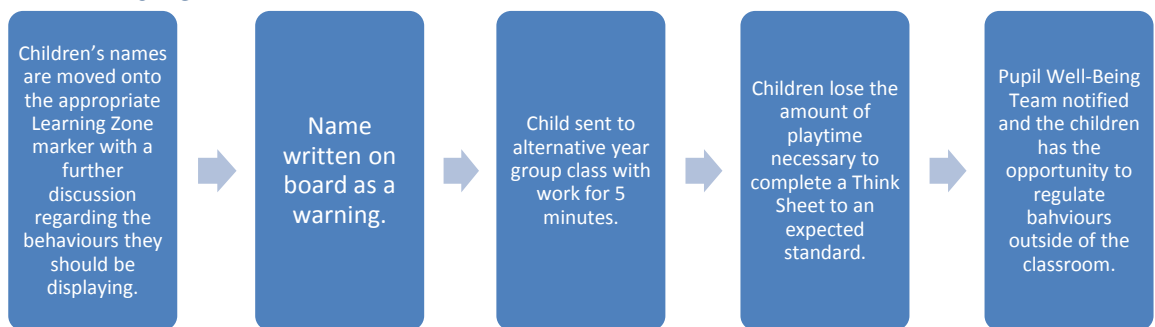 Children's names
are moved onto
the appropriate
Learning Zone
marker with a
further
discussion
regarding the
behaviours they
should be
displaying.
Name
written on
board as a
warning.
Child sent to
alternative year
group class with
work for 5
minutes.
Children lose the
amount of
playtime
necessary to
complete a Think
Sheet to an
expected
standard.
Pupil Well-Being
Team notified
and the children
has the
opportunity to
regulate
bahviours
outside of the
classroom.